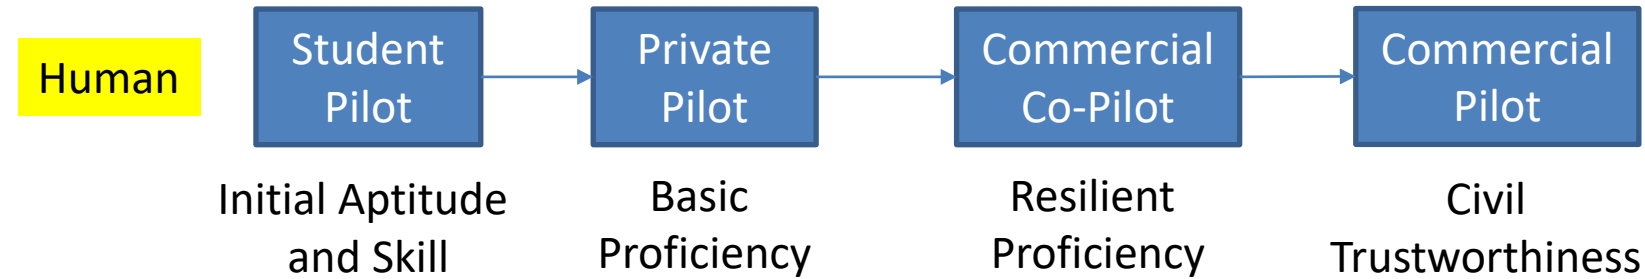 Human
Student
Pilot
Private
Pilot
Commercial
Co-Pilot
Commercial
Pilot
Initial Aptitude
and Skill
Basic
Proficiency
Resilient
Proficiency
Civil
Trustworthiness